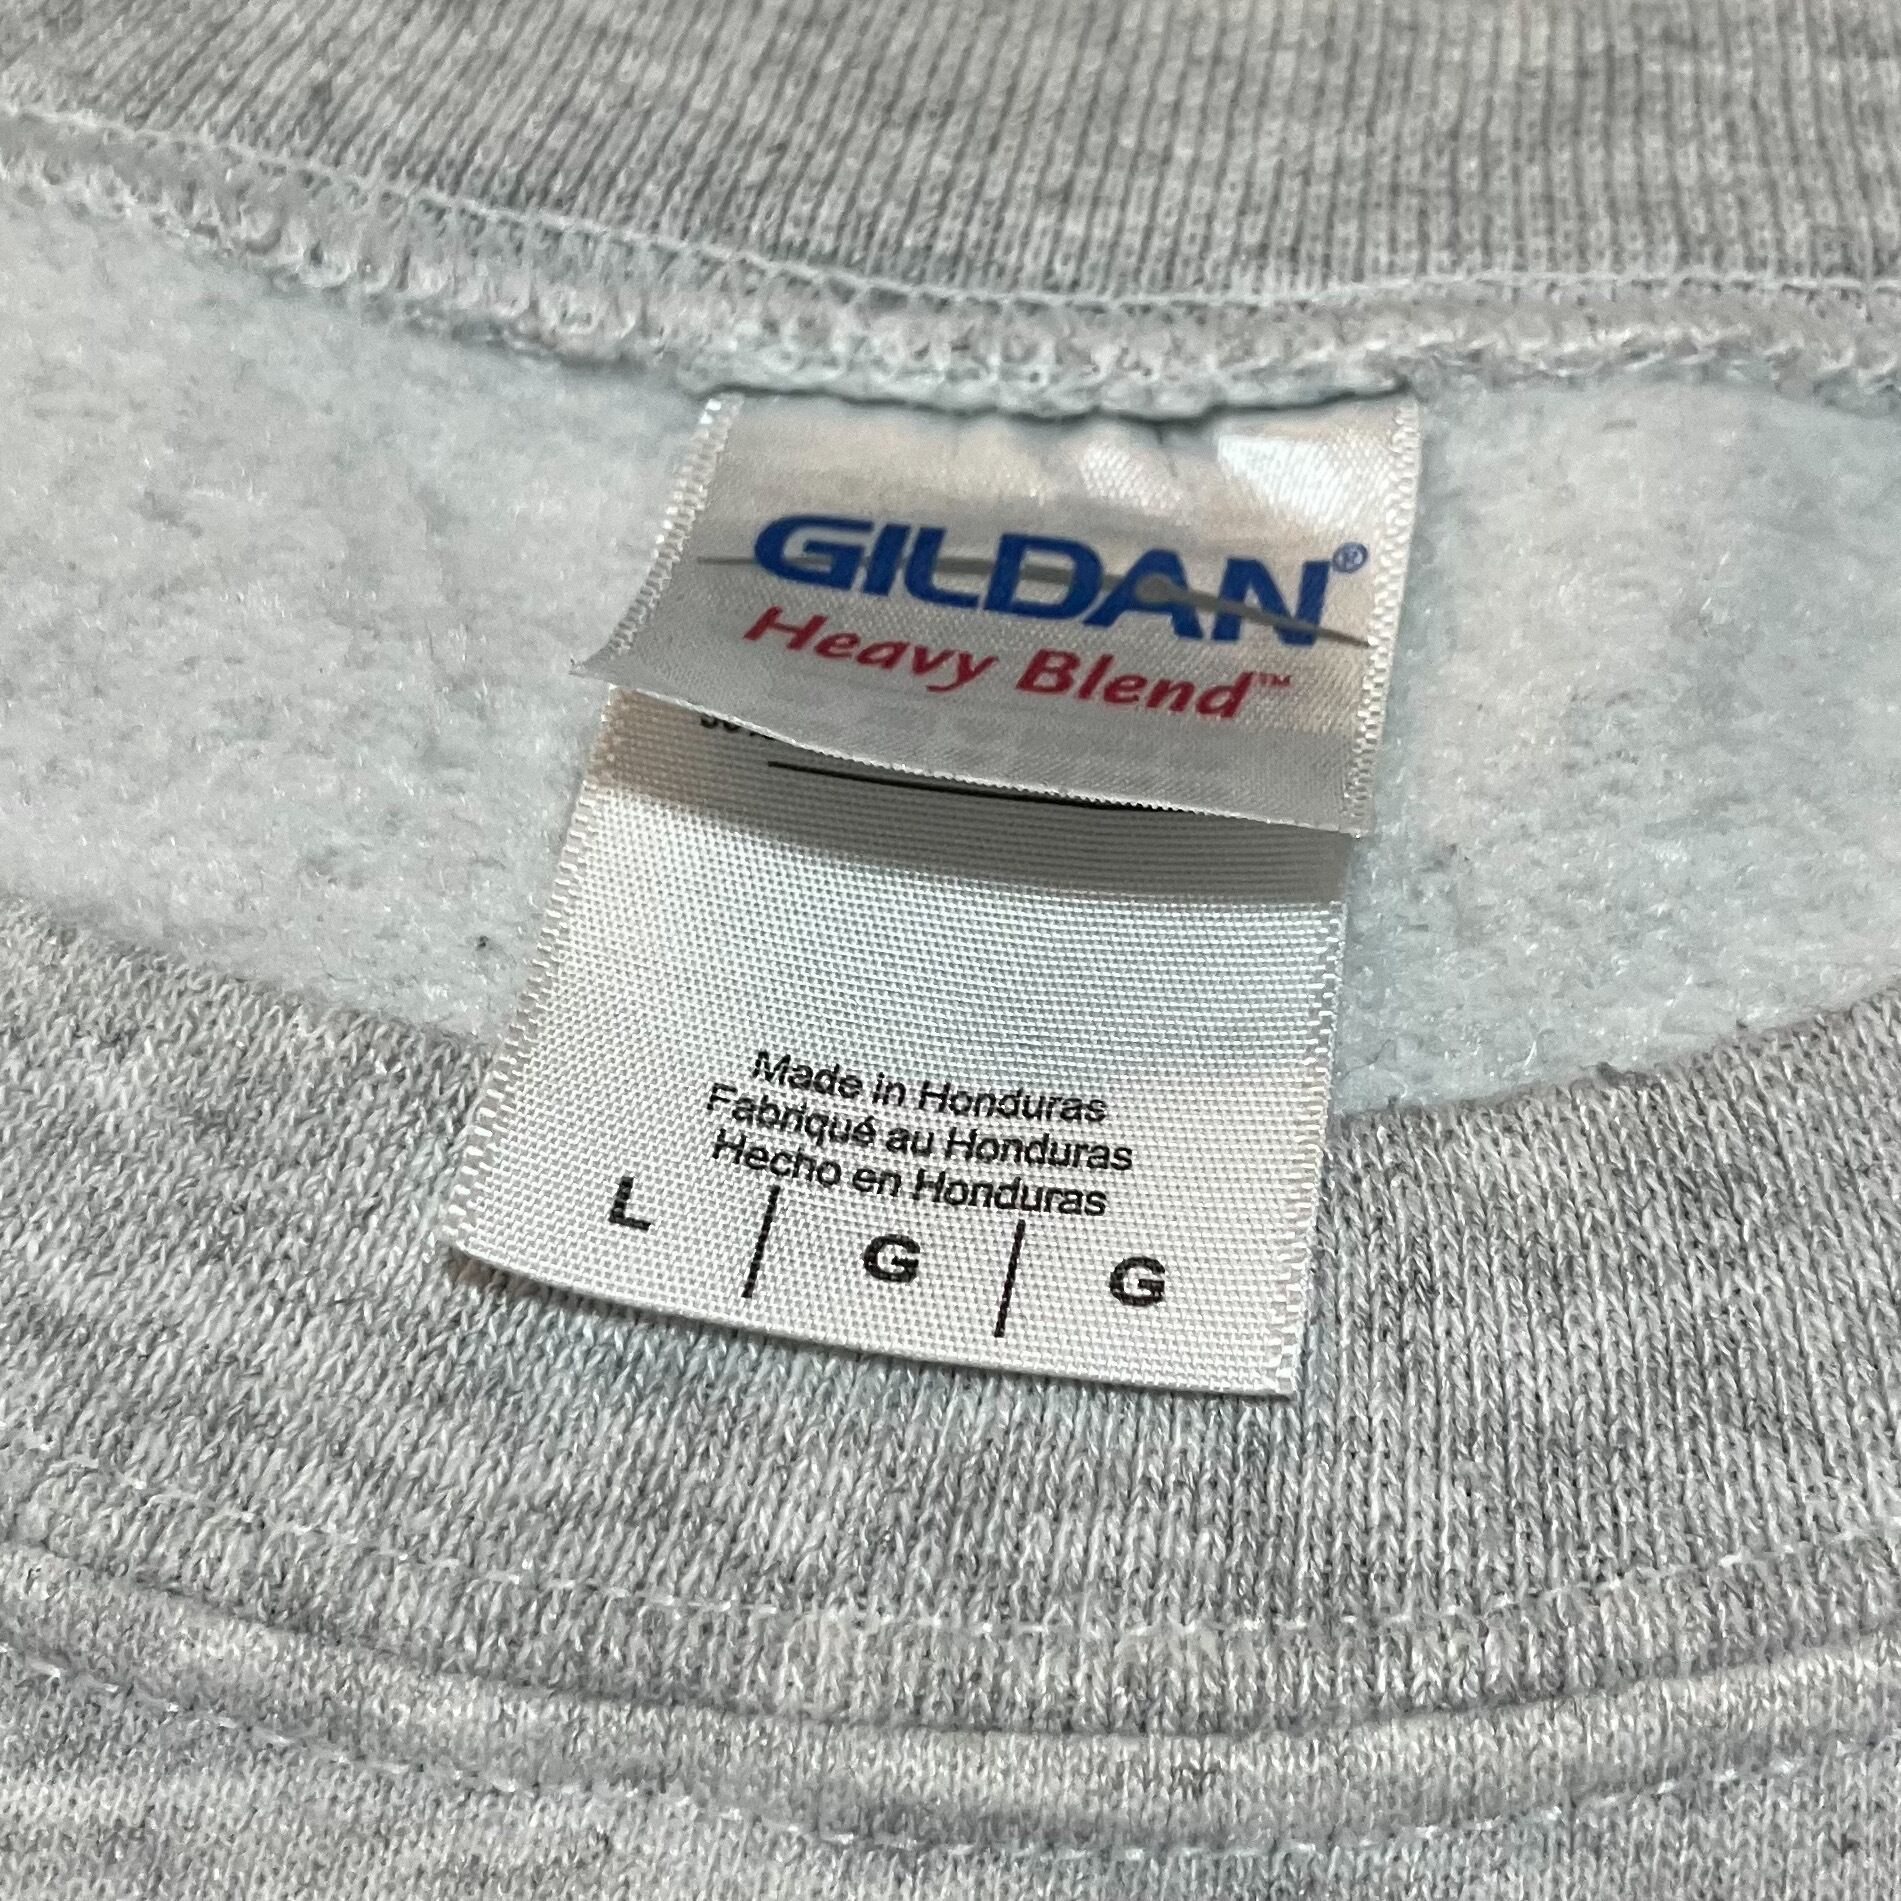 GILDAN®
Heavy Blend™
Made in Honduras
Fabriqué au Honduras
Hecho en Honduras
L | G | G